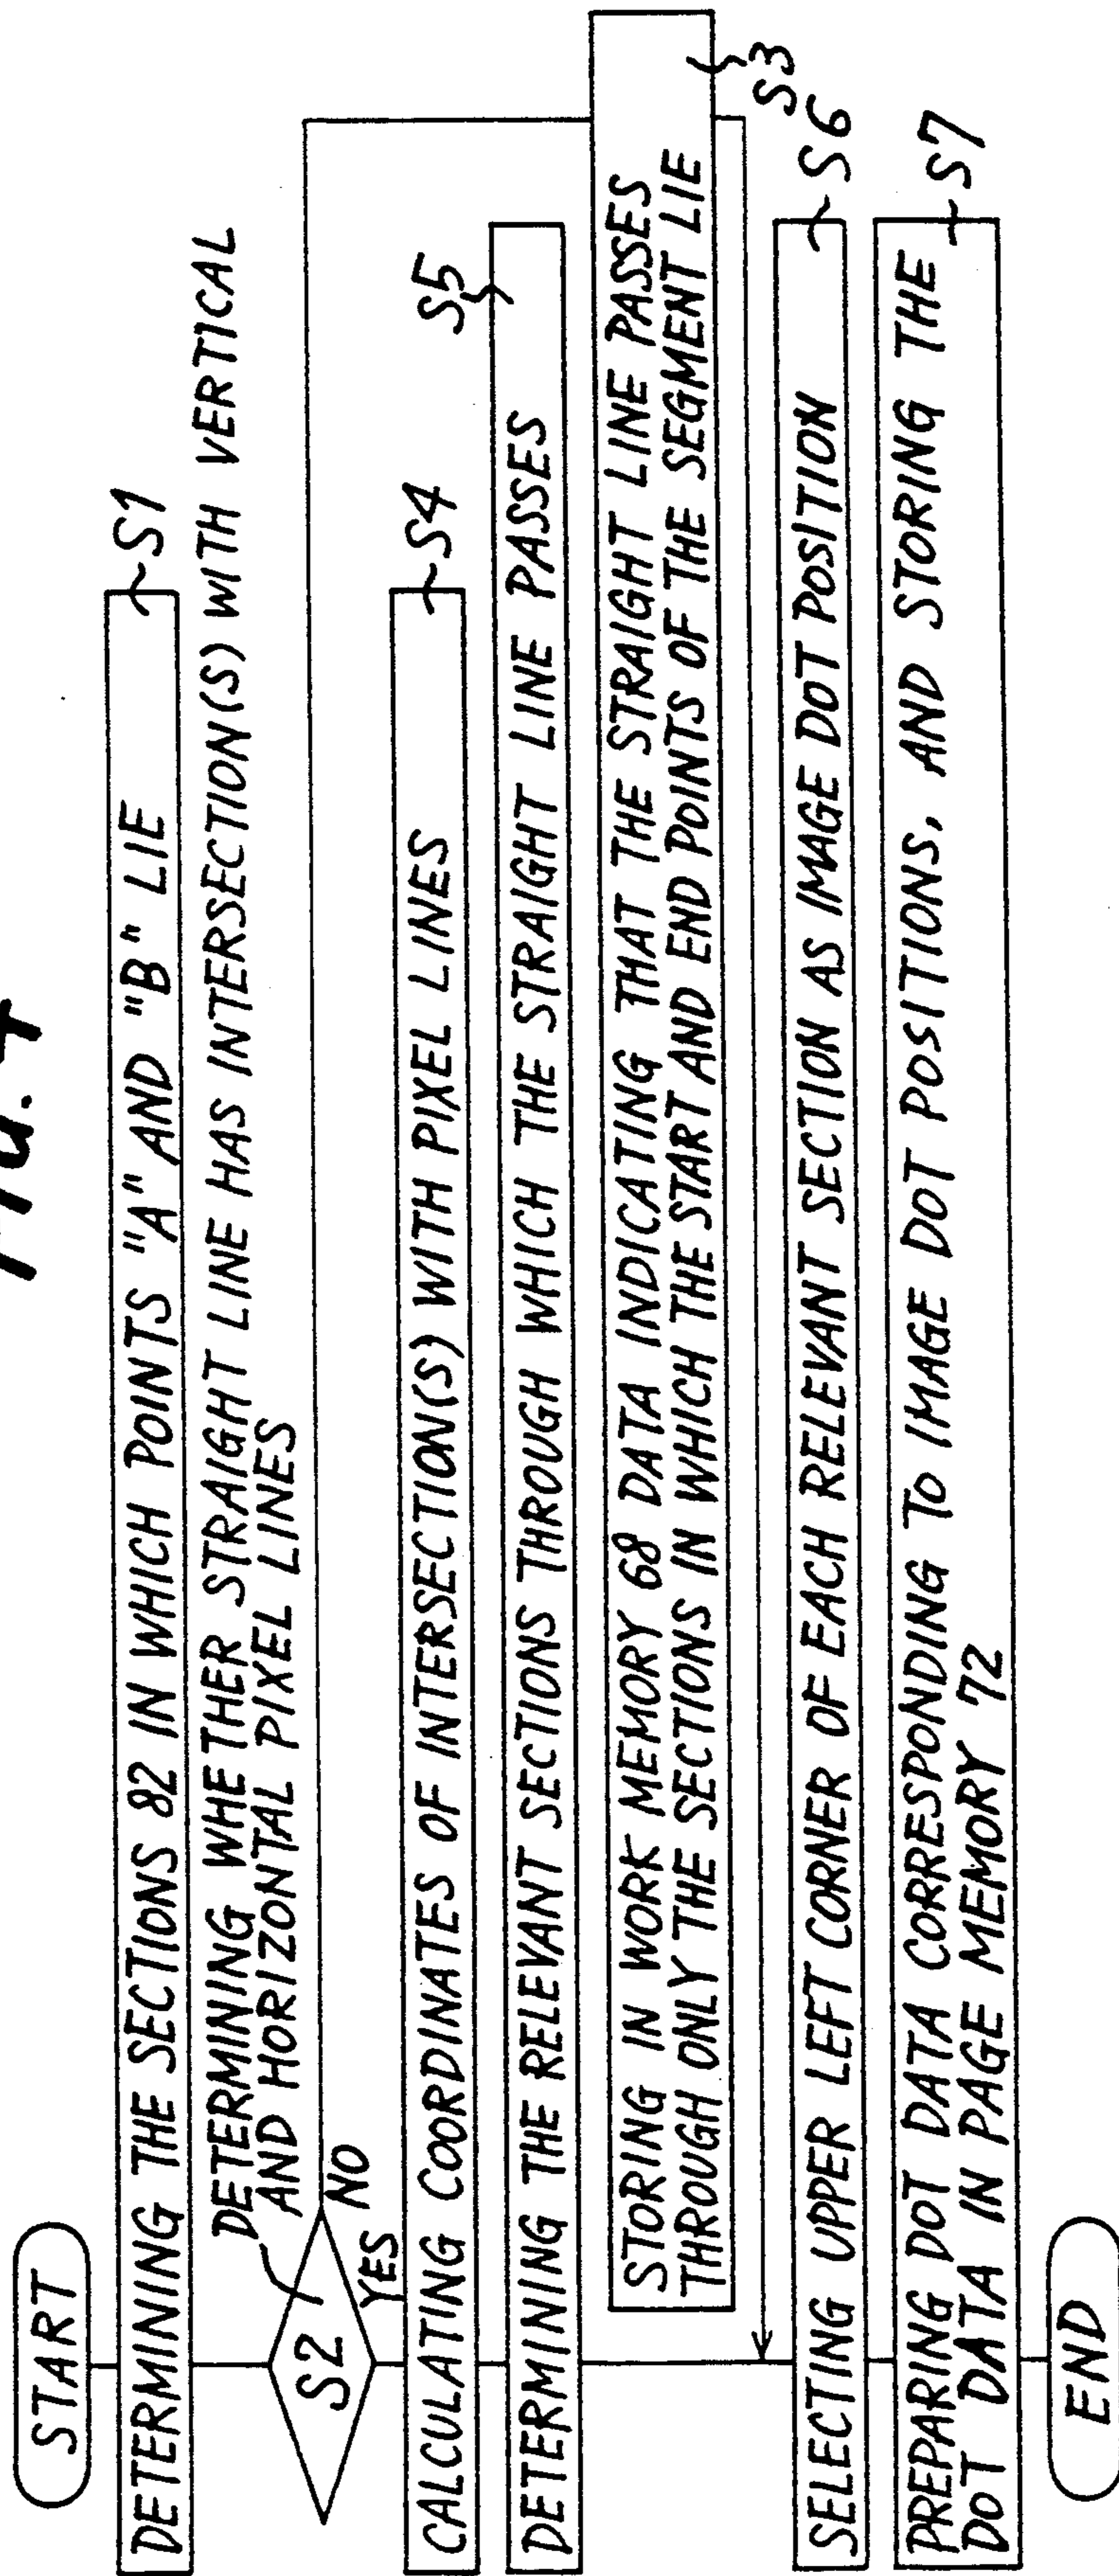 START
DETERMINING THE SECTIONS 82 IN WHICH POINTS "A" AND "B" LIE
S1
DETERMINING WHETHER STRAIGHT LINE HAS INTERSECTION(S) WITH VERTICAL
AND HORIZONTAL PIXEL LINES
S2
NO
YES
CALCULATING COORDINATES OF INTERSECTION(S) WITH PIXEL LINES
S4
DETERMINING THE RELEVANT SECTIONS THROUGH WHICH THE STRAIGHT LINE PASSES
S5
STORING IN WORK MEMORY 68 DATA INDICATING THAT THE STRAIGHT LINE PASSES
THROUGH ONLY THE SECTIONS IN WHICH THE START AND END POINTS OF THE SEGMENT LIE
S3
SELECTING UPPER LEFT CORNER OF EACH RELEVANT SECTION AS IMAGE DOT POSITION
S6
PREPARING DOT DATA CORRESPONDING TO IMAGE DOT POSITIONS, AND STORING THE
DOT DATA IN PAGE MEMORY 72
S7
END